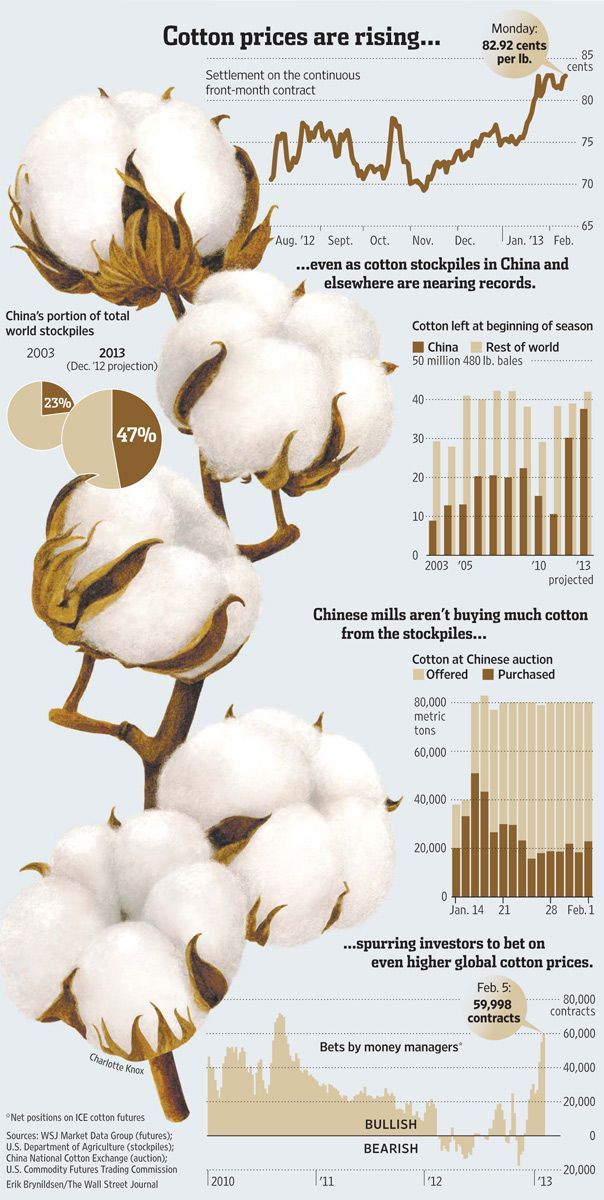 Cotton prices are rising...
Monday:
82.92 cents
per lb.
Settlement on the continuous
front-month contract
85
cents
80
75
70
65
Aug. '12
Sept.
Oct.
Nov.
Dec.
Jan. '13
Feb.
...even as cotton stockpiles in China and
elsewhere are nearing records.
China's portion of total
world stockpiles
2003
2013
(Dec. '12 projection)
23%
47%
Cotton left at beginning of season
China
Rest of world
50 million 480 lb. bales
40
30
20
10
0
2003
'05
'10
'13
projected
Chinese mills aren't buying much cotton
from the stockpiles...
Cotton at Chinese auction
Offered
Purchased
80,000
metric
tons
60,000
40,000
20,000
0
Jan. 14
21
28
Feb. 1
...spurring investors to bet on
even higher global cotton prices.
Feb. 5:
59,998
contracts
80,000
contracts
Bets by money managers*
60,000
40,000
20,000
0
20,000
BULLISH
BEARISH
2010
'11
'12
'13
Charlotte Knox
*Net positions on ICE cotton futures
Sources: WSJ Market Data Group (futures);
U.S. Department of Agriculture (stockpiles);
China National Cotton Exchange (auction);
U.S. Commodity Futures Trading Commission
Erik Brynildsen/The Wall Street Journal